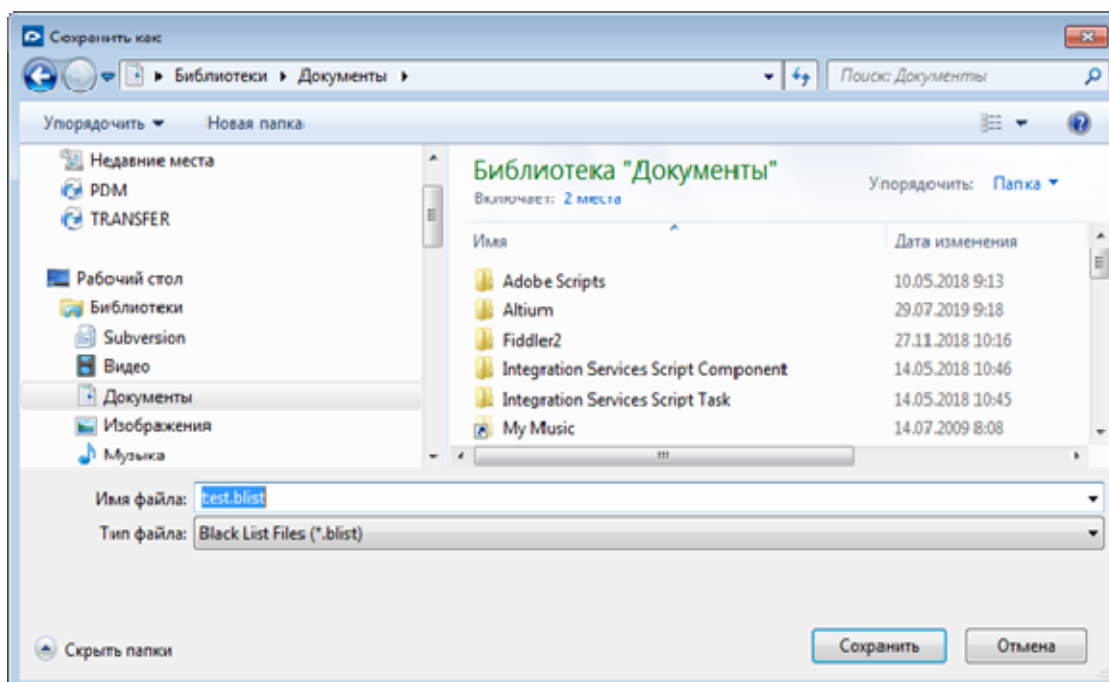 Сохранить как
Библиотеки Документы
Поиск: Документы
Упорядочить Новая папка
Недавние места
PDM
TRANSFER
Рабочий стол
Библиотеки
Subversion
Видео
Документы
Изображения
Музыка
Библиотека "Документы"
Включает: 2 места
Упорядочить: Папка
Имя Дата изменения
Adobe Scripts 10.05.2018 9:13
Altium 29.07.2019 9:18
Fiddler2 27.11.2018 10:16
Integration Services Script Component 14.05.2018 10:46
Integration Services Script Task 14.05.2018 10:45
My Music 14.07.2009 8:08
Имя файла: test.blist
Тип файла: Black List Files (*.blist)
Скрыть папки
Сохранить Отмена